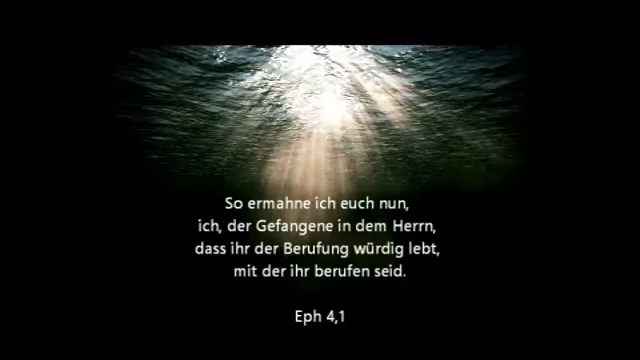 So ermahne ich euch nun,
ich, der Gefangene in dem Herrn,
dass ihr der Berufung würdig lebt,
mit der ihr berufen seid.
Eph 4,1